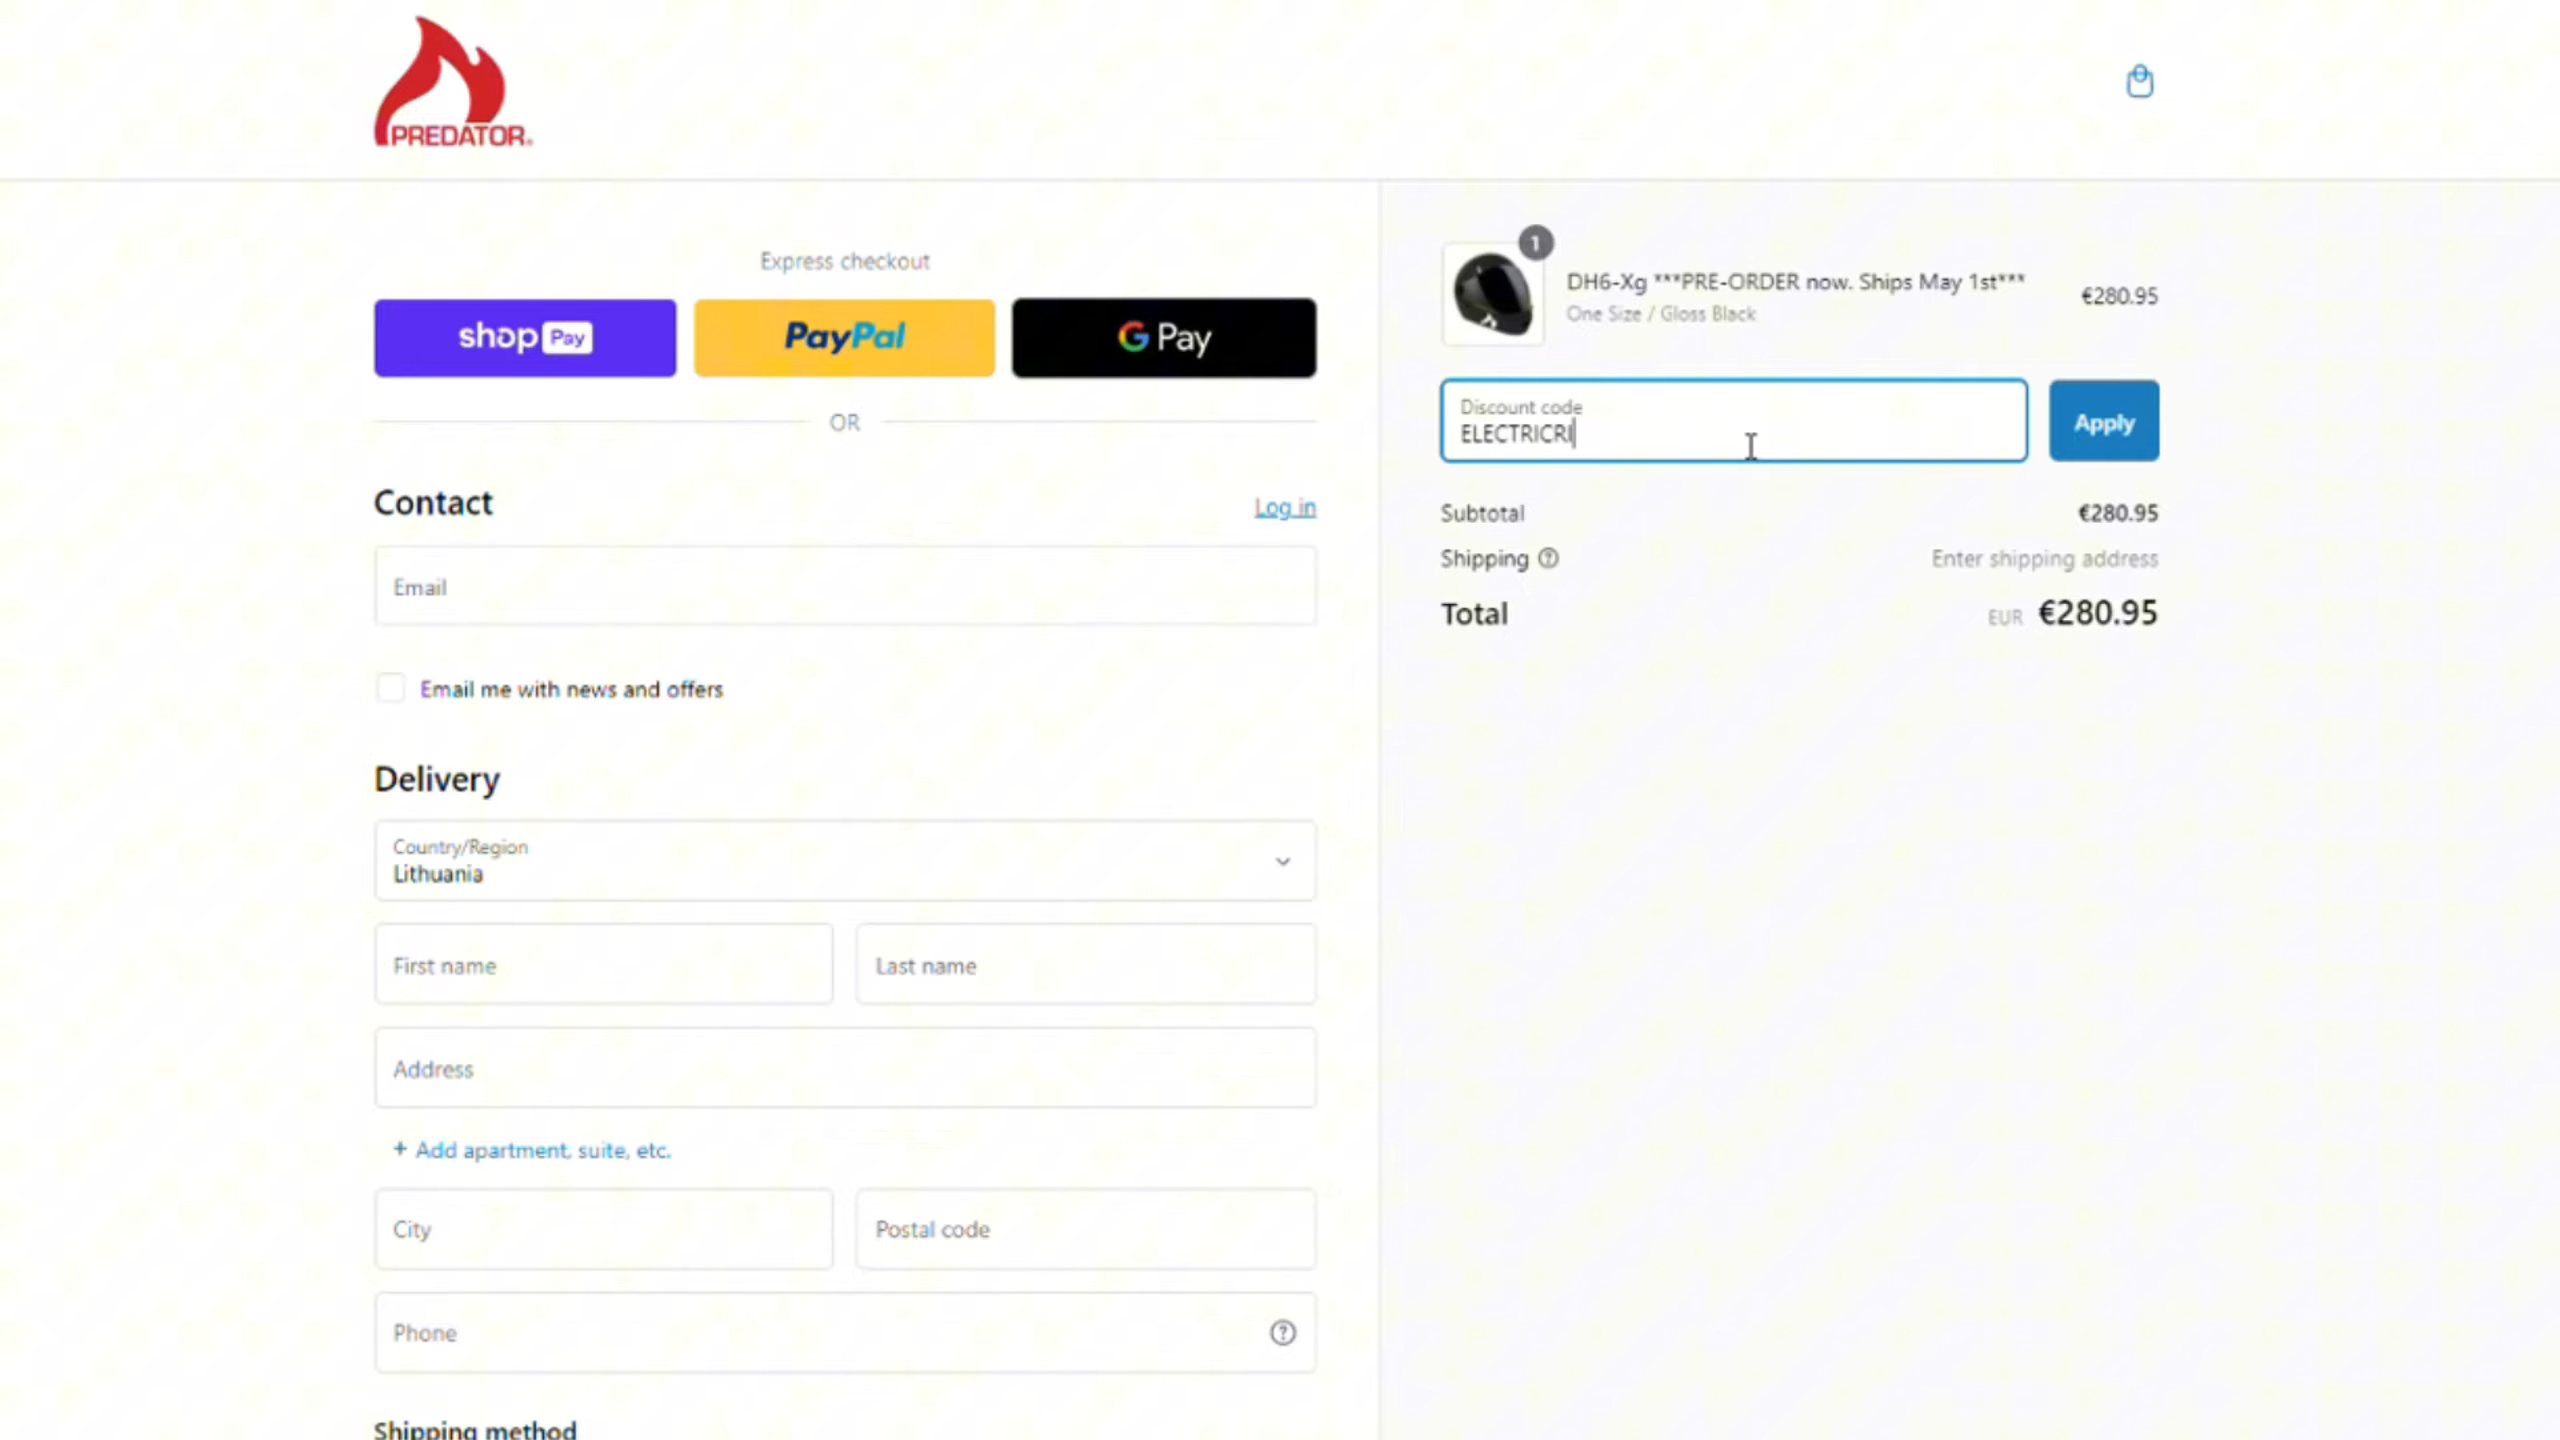 PREDATOR®
Express checkout
shop Pay
PayPal
G Pay
OR
Contact
Log in
Email
Email me with news and offers
Delivery
Country/Region
Lithuania
First name
Last name
Address
+ Add apartment, suite, etc.
City
Postal code
Phone
Shipping method
1
DH6-Xg ***PRE-ORDER now. Ships May 1st***
€280.95
One Size / Gloss Black
Discount code
ELECTRICRI
Apply
Subtotal
€280.95
Shipping
Enter shipping address
Total
EUR €280.95